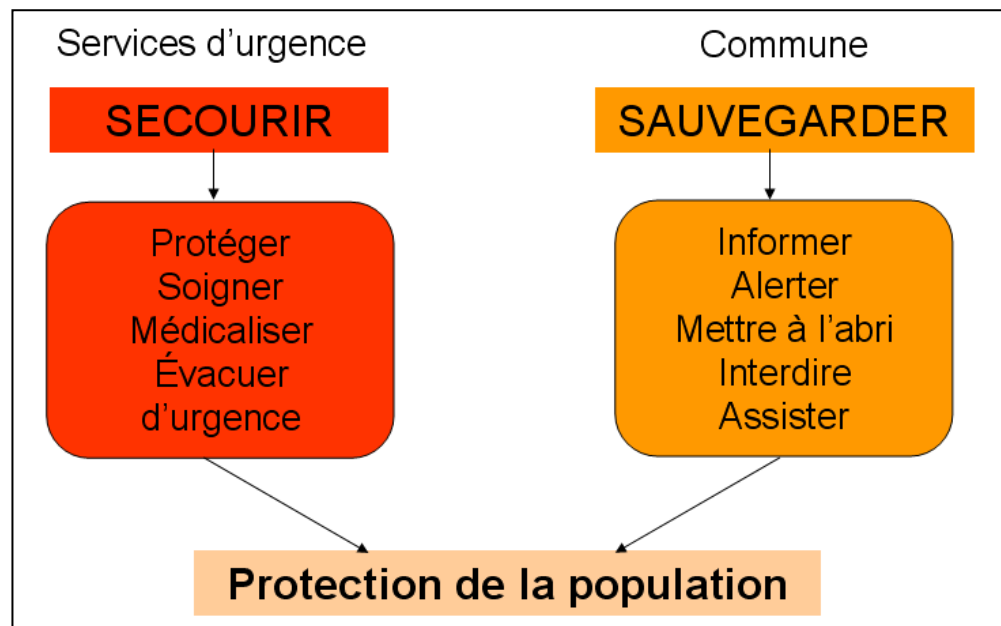 Services d'urgence
SECOURIR
Protéger
Soigner
Médicaliser
Évacuer
d'urgence
Commune
SAUVEGARDER
Informer
Alerter
Mettre à l'abri
Interdire
Assister
Protection de la population